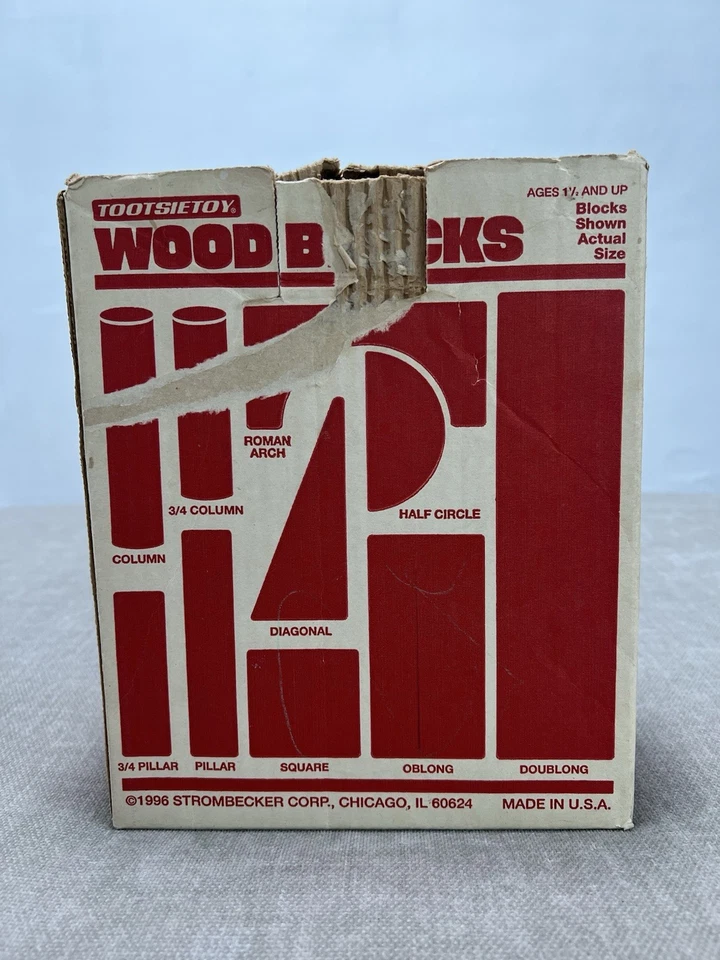 TOOTSIETOY®
WOOD B CKS
AGES 1½ AND UP
Blocks
Shown
Actual
Size
ROMAN
ARCH
3/4 COLUMN
HALF CIRCLE
COLUMN
DIAGONAL
3/4 PILLAR
PILLAR
SQUARE
OBLONG
DOUBLONG
©1996 STROMBECKER CORP., CHICAGO, IL 60624
MADE IN U.S.A.